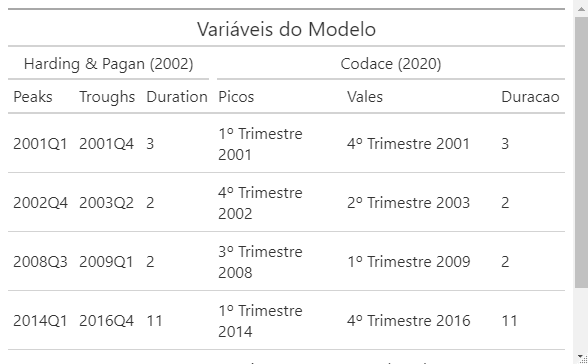 Variáveis do Modelo
Harding & Pagan (2002) Codace (2020)
Peaks Troughs Duration Picos Vales Duracao
2001Q1 2001Q4 3 1º Trimestre 2001 4º Trimestre 2001 3
2002Q4 2003Q2 2 4º Trimestre 2002 2º Trimestre 2003 2
2008Q3 2009Q1 2 3º Trimestre 2008 1º Trimestre 2009 2
2014Q1 2016Q4 11 1º Trimestre 2014 4º Trimestre 2016 11